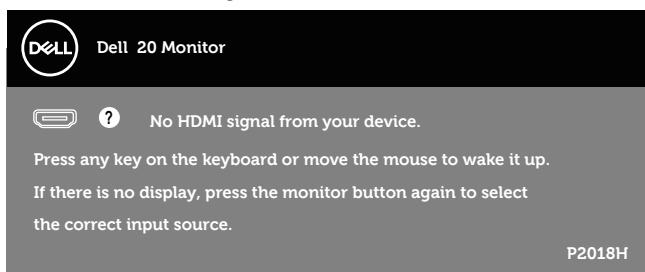 DELL
Dell 20 Monitor
? No HDMI signal from your device.
Press any key on the keyboard or move the mouse to wake it up.
If there is no display, press the monitor button again to select
the correct input source.
P2018H